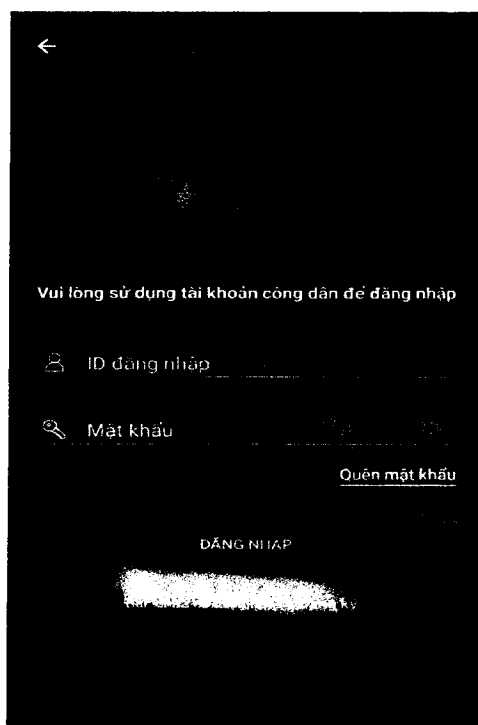 Vui lòng sử dụng tài khoản công dân để đăng nhập
ID đăng nhập
Mật khẩu
Quên mật khẩu
ĐĂNG NHẬP